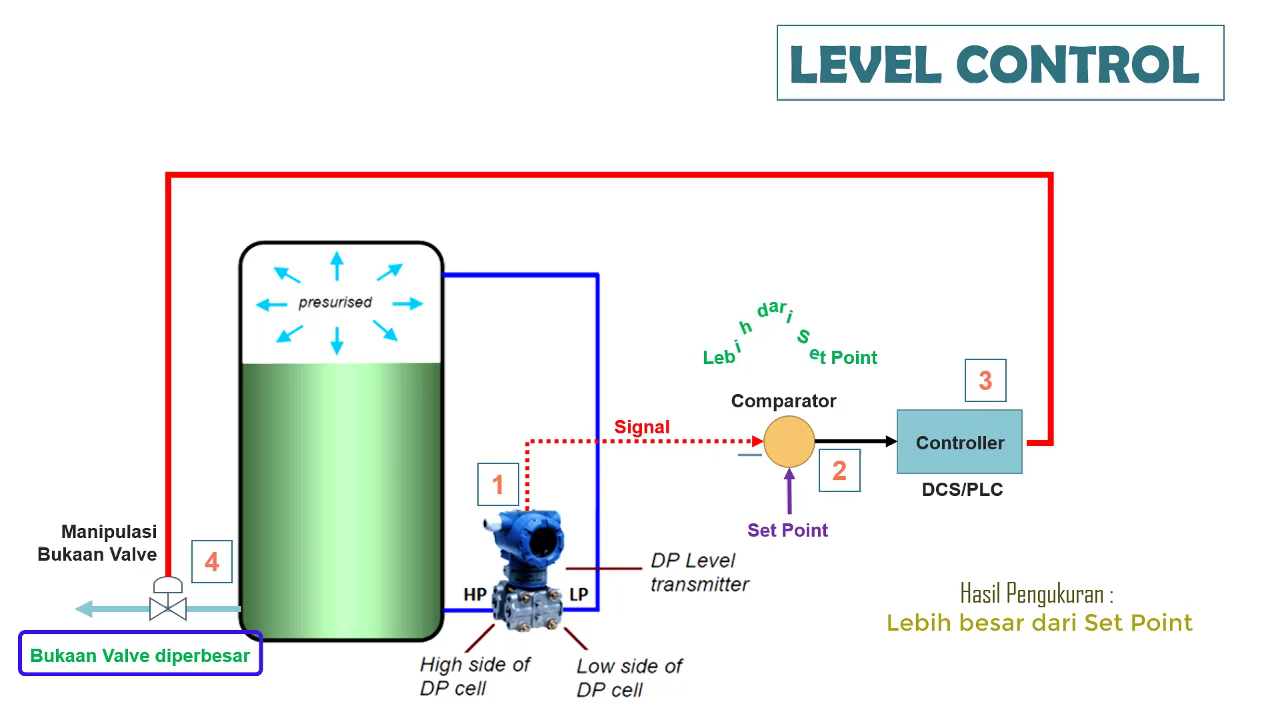 LEVEL CONTROL
presurised
Lebih dari Set Point
Comparator
3
Signal
Controller
2
1
DCS/PLC
Set Point
Manipulasi
Bukaan Valve
4
DP Level
transmitter
HP
LP
Hasil Pengukuran :
Lebih besar dari Set Point
Bukaan Valve diperbesar
High side of
DP cell
Low side of
DP cell